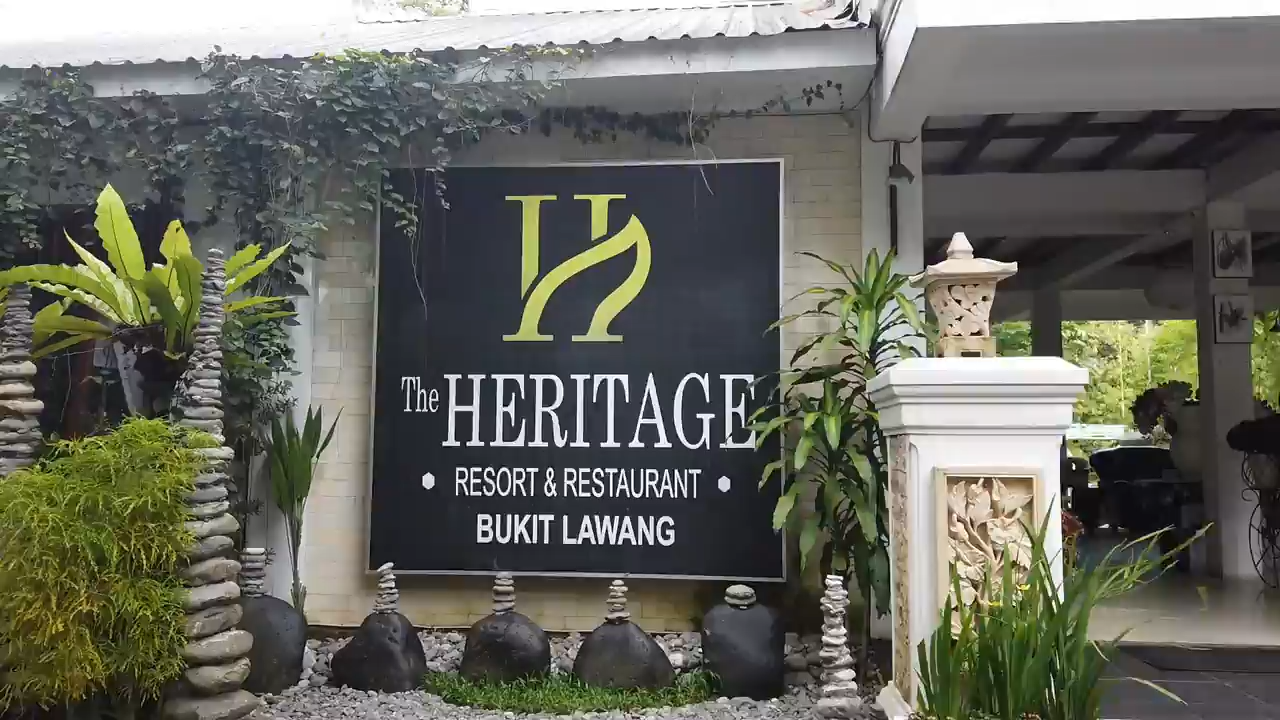 H
The HERITAGE
• RESORT & RESTAURANT •
BUKIT LAWANG